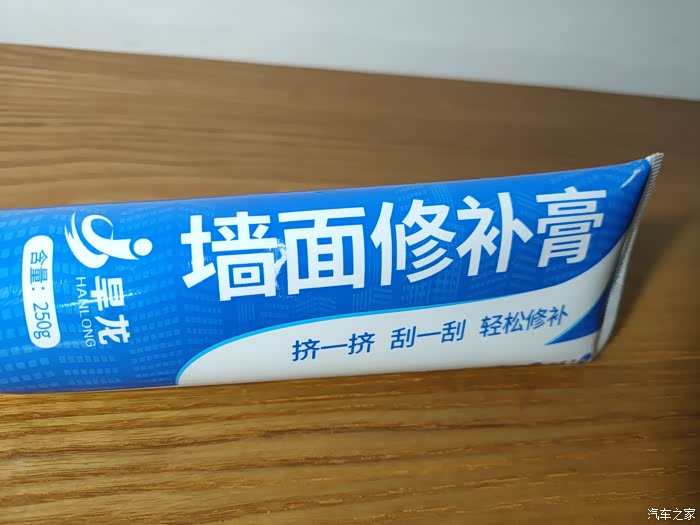 旱龙
HANLONG
含量：250g
墙面修补膏
挤一挤 刮一刮 轻松修补
汽车之家